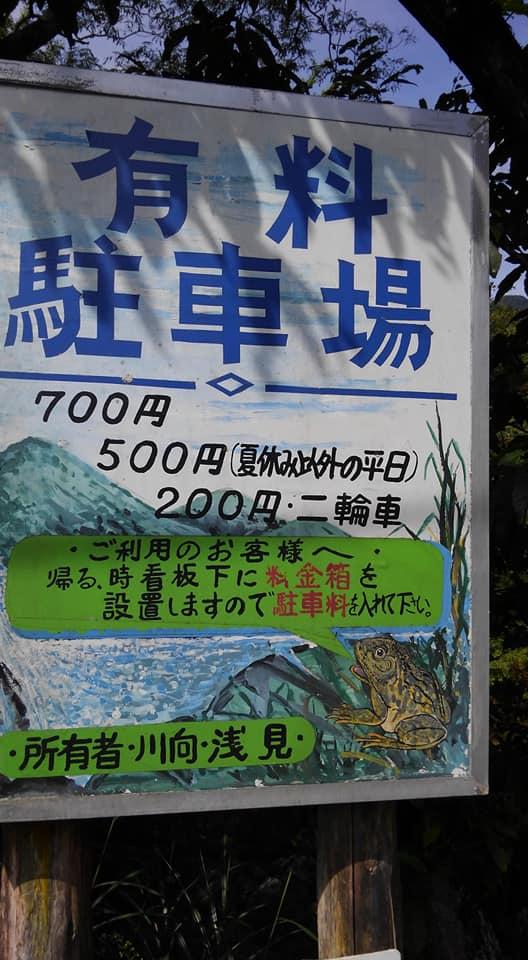 有料
駐車場
700円
500円(夏休み以外の平日)
200円・二輪車
・ご利用のお客様へ・
帰る、時看板下に料金箱を
設置しますので駐車料を入れて下さい。
・所有者・川向・浅見・